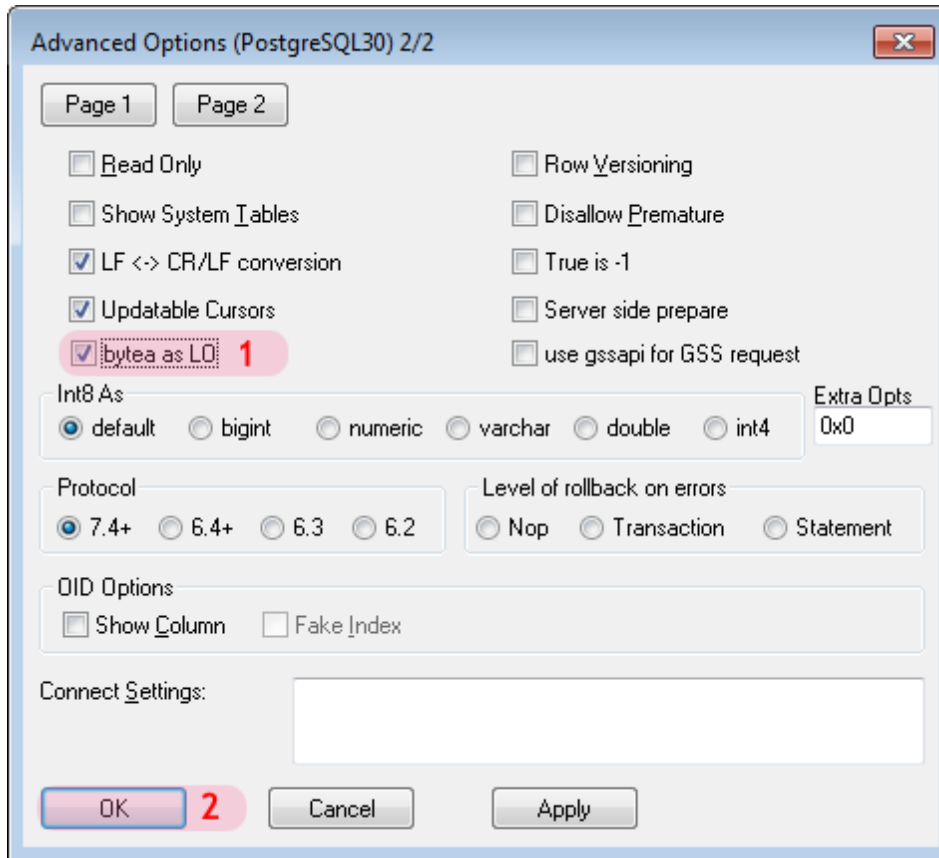 Advanced Options (PostgreSQL30) 2/2
Page 1 Page 2
Read Only Row Versioning
Show System Tables Disallow Premature
LF <-> CR/LF conversion True is -1
Updatable Cursors Server side prepare
bytea as LO 1 use gssapi for GSS request
Int8 As Extra Opts
default bigint numeric varchar double int4 0x0
Protocol Level of rollback on errors
7.4+ 6.4+ 6.3 6.2 Nop Transaction Statement
OID Options
Show Column Fake Index
Connect Settings:
OK 2 Cancel Apply